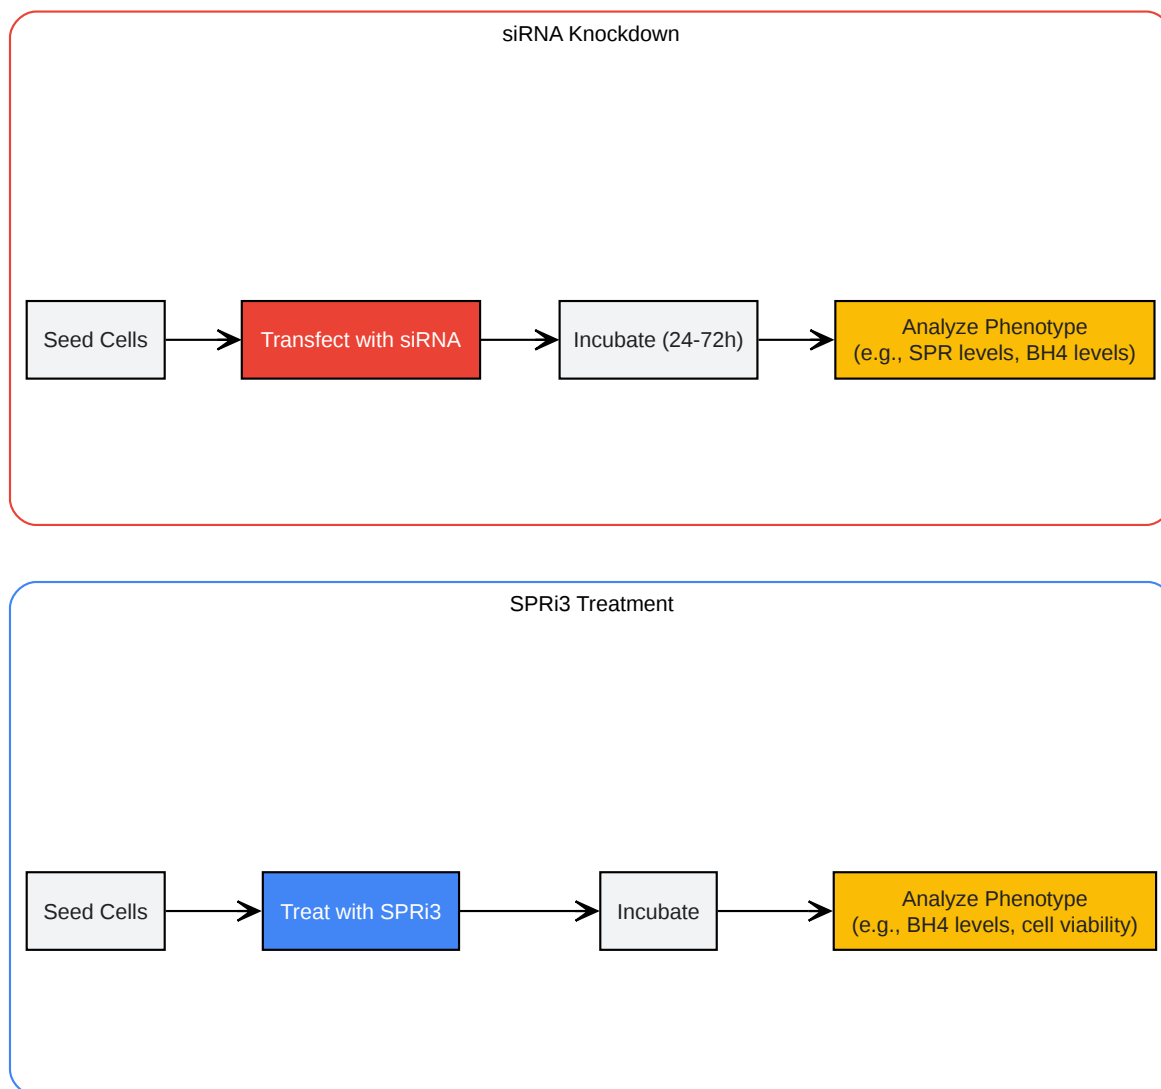 siRNA Knockdown
Seed Cells
Transfect with siRNA
Incubate (24-72h)
Analyze Phenotype
(e.g., SPR levels, BH4 levels)
SPRi3 Treatment
Seed Cells
Treat with SPRi3
Incubate
Analyze Phenotype
(e.g., BH4 levels, cell viability)